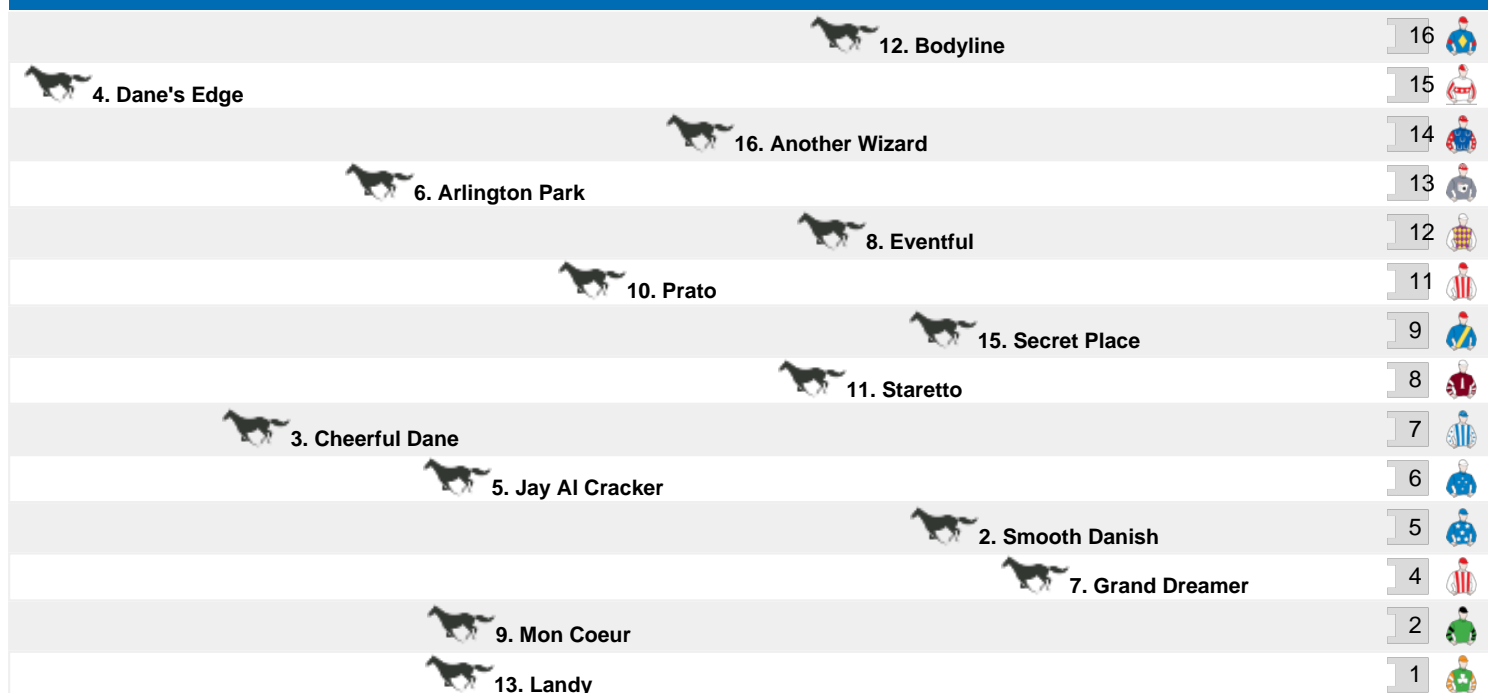 12. Bodyline 16
4. Dane's Edge 15
16. Another Wizard 14
6. Arlington Park 13
8. Eventful 12
10. Prato 11
15. Secret Place 9
11. Staretto 8
3. Cheerful Dane 7
5. Jay Al Cracker 6
2. Smooth Danish 5
7. Grand Dreamer 4
9. Mon Coeur 2
13. Landy 1